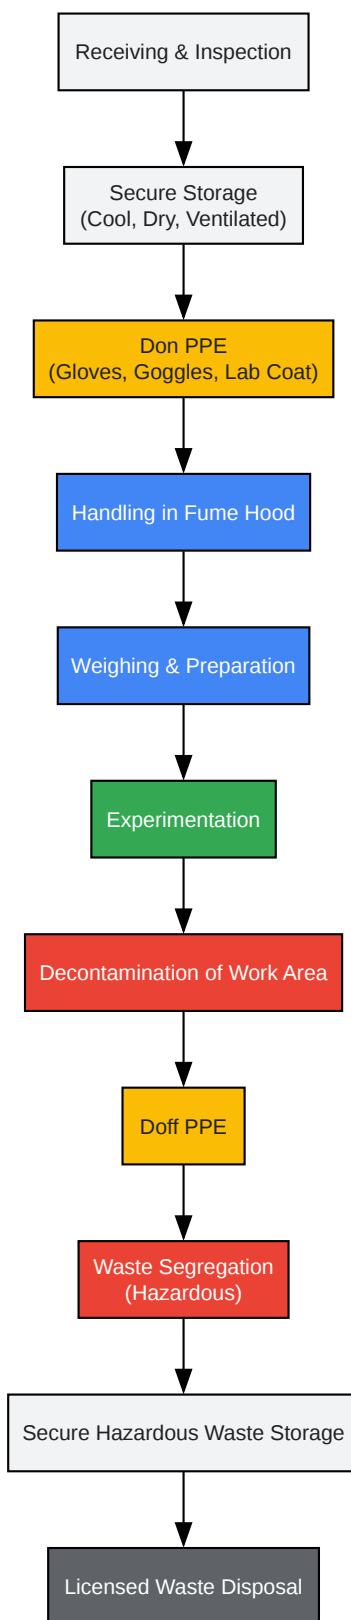 Receiving & Inspection
Secure Storage
(Cool, Dry, Ventilated)
Don PPE
(Gloves, Goggles, Lab Coat)
Handling in Fume Hood
Weighing & Preparation
Experimentation
Decontamination of Work Area
Doff PPE
Waste Segregation
(Hazardous)
Secure Hazardous Waste Storage
Licensed Waste Disposal